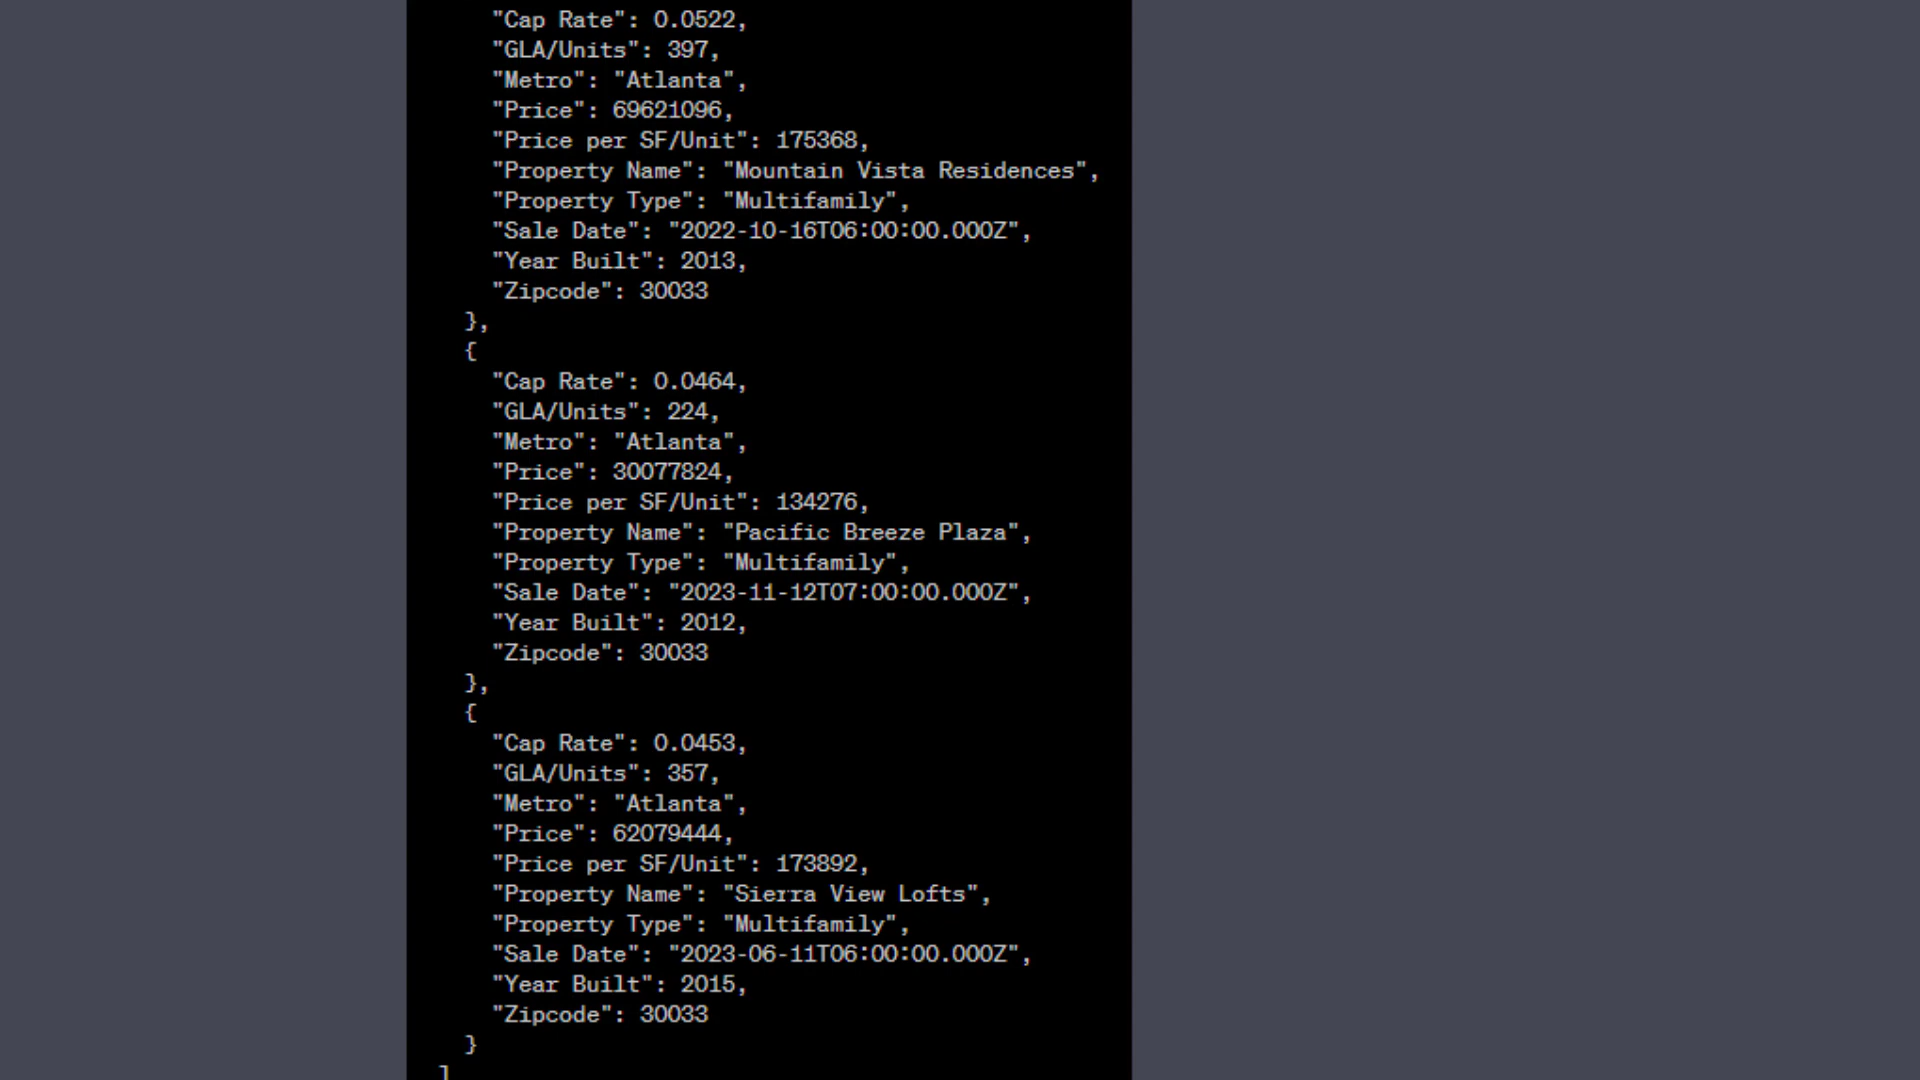 "Cap Rate": 0.0522,
"GLA/Units": 397,
"Metro": "Atlanta",
"Price": 69621096,
"Price per SF/Unit": 175368,
"Property Name": "Mountain Vista Residences",
"Property Type": "Multifamily",
"Sale Date": "2022-10-16T06:00:00.000Z",
"Year Built": 2013,
"Zipcode": 30033
},
{
"Cap Rate": 0.0464,
"GLA/Units": 224,
"Metro": "Atlanta",
"Price": 30077824,
"Price per SF/Unit": 134276,
"Property Name": "Pacific Breeze Plaza",
"Property Type": "Multifamily",
"Sale Date": "2023-11-12T07:00:00.000Z",
"Year Built": 2012,
"Zipcode": 30033
},
{
"Cap Rate": 0.0453,
"GLA/Units": 357,
"Metro": "Atlanta",
"Price": 62079444,
"Price per SF/Unit": 173892,
"Property Name": "Sierra View Lofts",
"Property Type": "Multifamily",
"Sale Date": "2023-06-11T06:00:00.000Z",
"Year Built": 2015,
"Zipcode": 30033
}
]